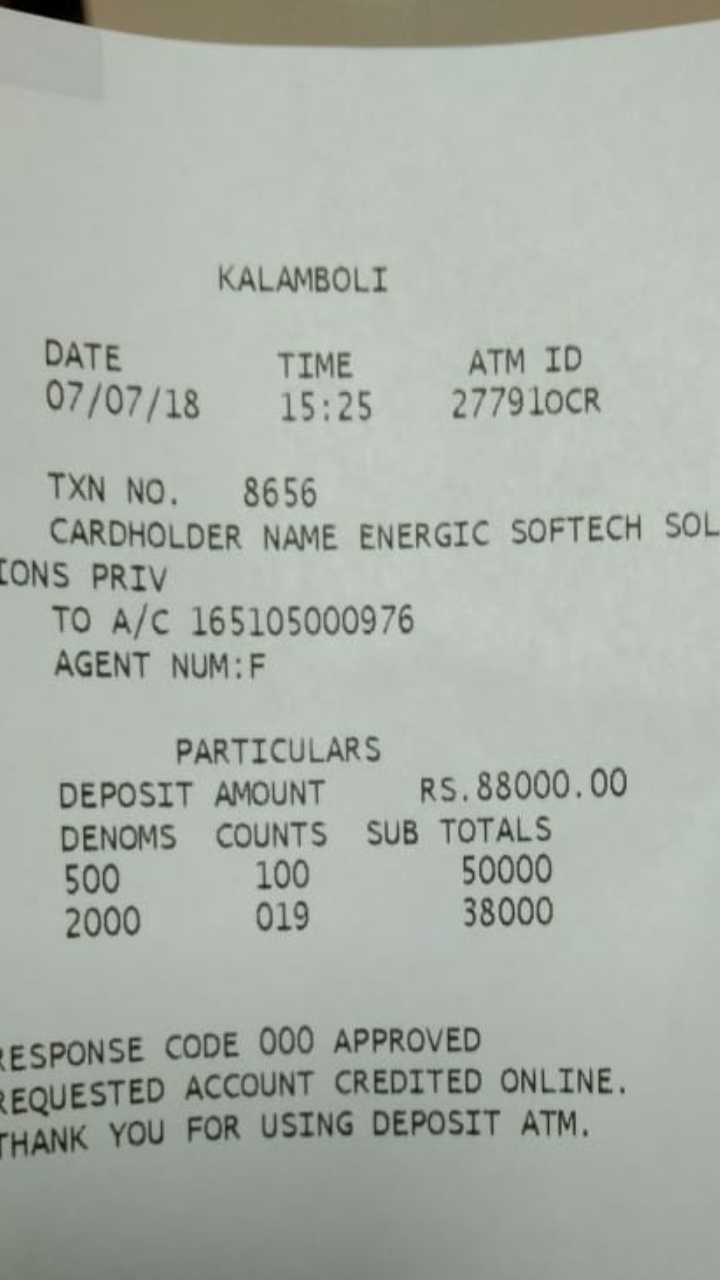 KALAMBOLI
DATE TIME ATM ID
07/07/18 15:25 277910CR
TXN NO. 8656
CARDHOLDER NAME ENERGIC SOFTECH SOL
IONS PRIV
TO A/C 165105000976
AGENT NUM:F
PARTICULARS
DEPOSIT AMOUNT RS.88000.00
DENOMS COUNTS SUB TOTALS
500 100 50000
2000 019 38000
RESPONSE CODE 000 APPROVED
REQUESTED ACCOUNT CREDITED ONLINE.
THANK YOU FOR USING DEPOSIT ATM.